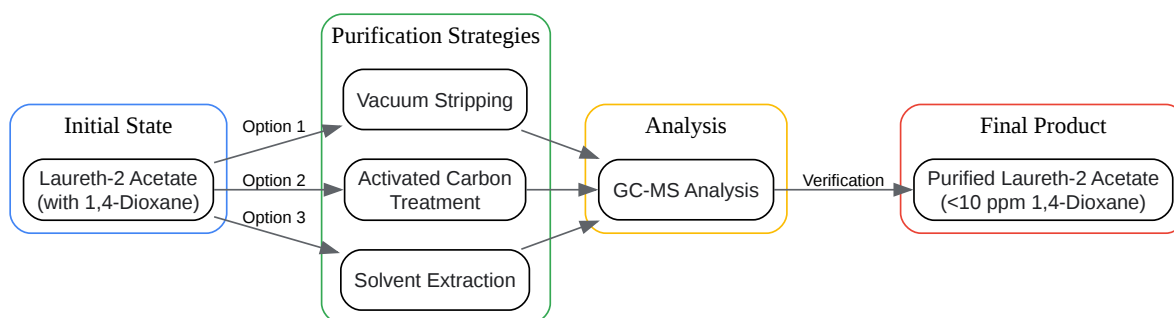 Purification Strategies
Initial State
Laureth-2 Acetate
(with 1,4-Dioxane)
Option 1
Option 2
Option 3
Vacuum Stripping
Activated Carbon
Treatment
Solvent Extraction
Analysis
GC-MS Analysis
Verification
Final Product
Purified Laureth-2 Acetate
(<10 ppm 1,4-Dioxane)